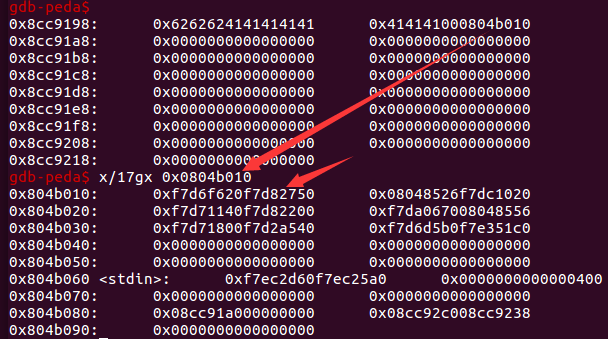 gdb-peda$
0x8cc9198: 0x6262624141414141 0x414141000804b010
0x8cc91a8: 0x0000000000000000 0x0000000000000000
0x8cc91b8: 0x0000000000000000 0x0000000000000000
0x8cc91c8: 0x0000000000000000 0x0000000000000000
0x8cc91d8: 0x0000000000000000 0x0000000000000000
0x8cc91e8: 0x0000000000000000 0x0000000000000000
0x8cc91f8: 0x0000000000000000 0x0000000000000000
0x8cc9208: 0x0000000000000000 0x0000000000000000
0x8cc9218: 0x0000000000000000
gdb-peda$ x/17gx 0x0804b010
0x804b010: 0xf7d6f620f7d82750 0x08048526f7dc1020
0x804b020: 0xf7d71140f7d82200 0xf7da067008048556
0x804b030: 0xf7d71800f7d2a540 0xf7d6d5b0f7e351c0
0x804b040: 0x0000000000000000 0x0000000000000000
0x804b050: 0x0000000000000000 0x0000000000000000
0x804b060 <stdin>: 0xf7ec2d60f7ec25a0 0x0000000000000400
0x804b070: 0x0000000000000000 0x0000000000000000
0x804b080: 0x08cc91a000000000 0x08cc92c008cc9238
0x804b090: 0x0000000000000000